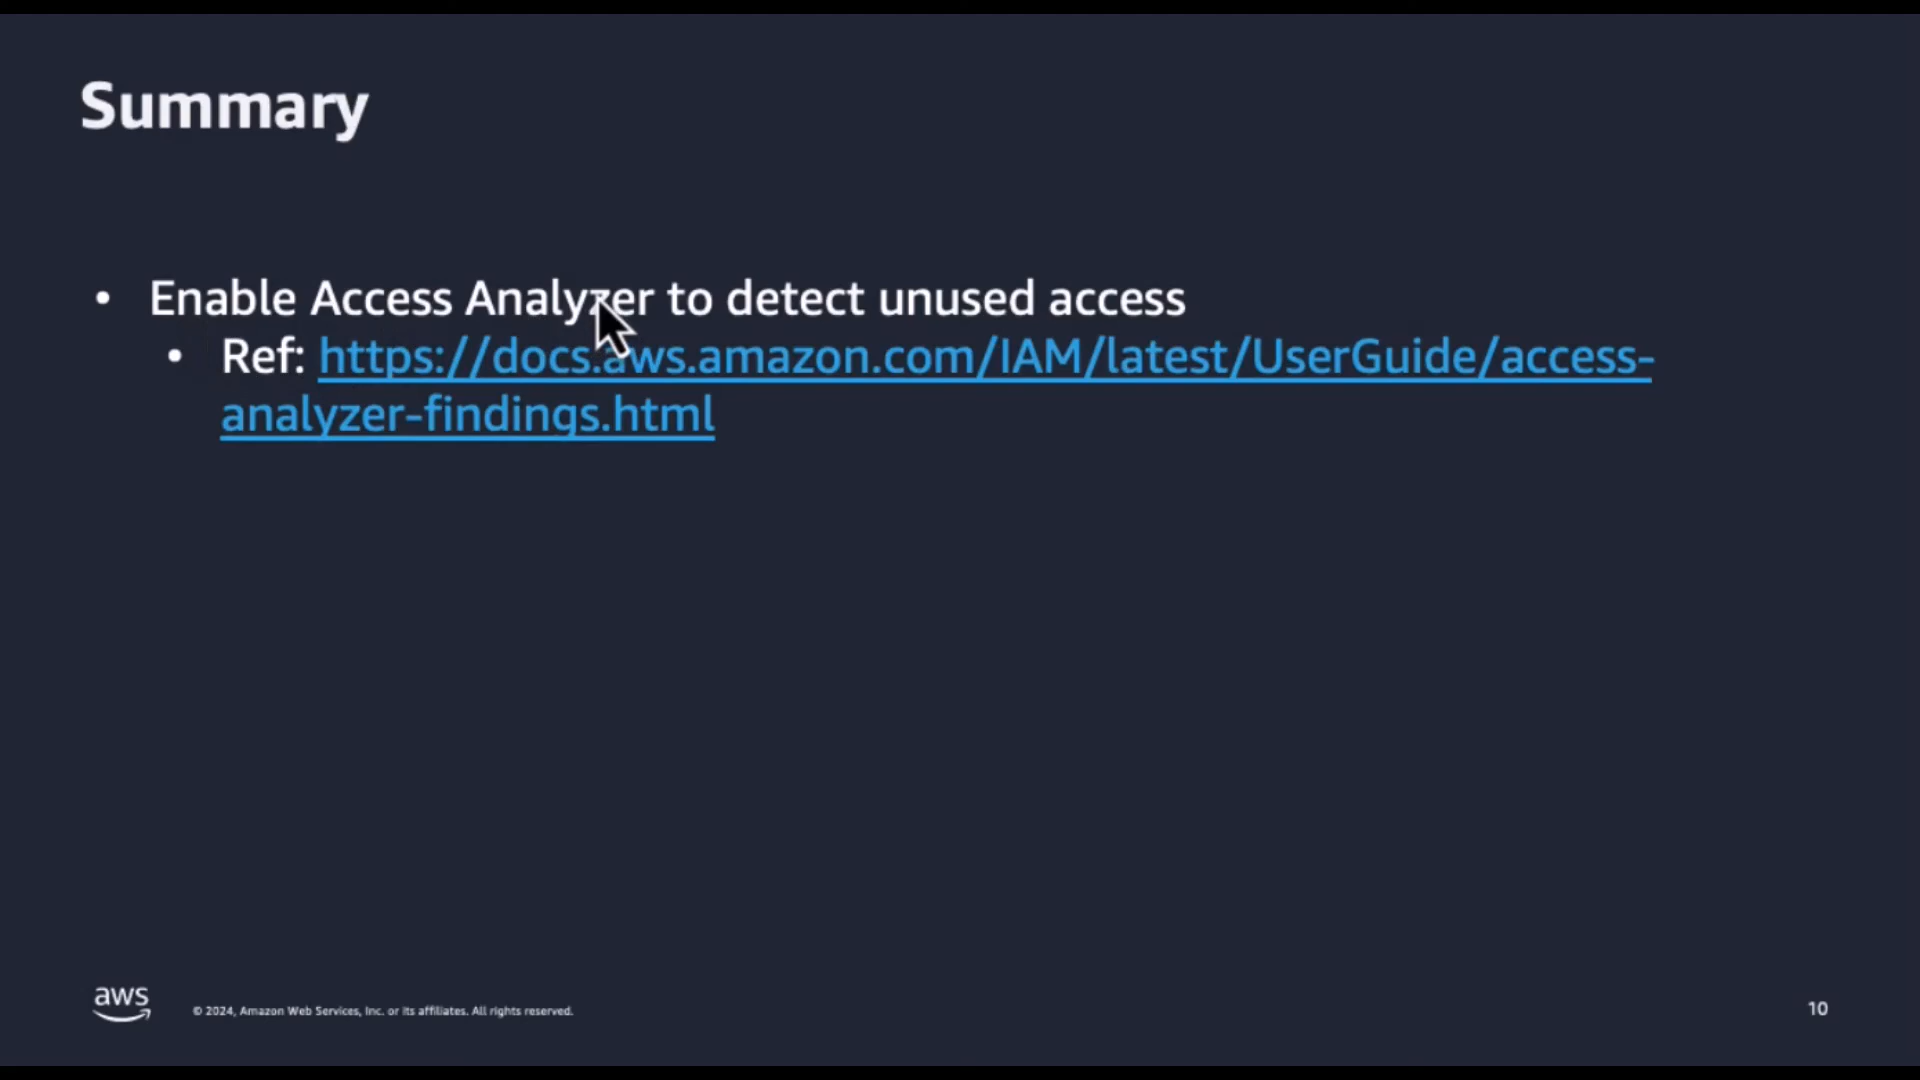 Summary
• Enable Access Analyzer to detect unused access
• Ref: https://docs.aws.amazon.com/IAM/latest/UserGuide/access-
analyzer-findings.html
aws
© 2024, Amazon Web Services, Inc. or its affiliates. All rights reserved.
10